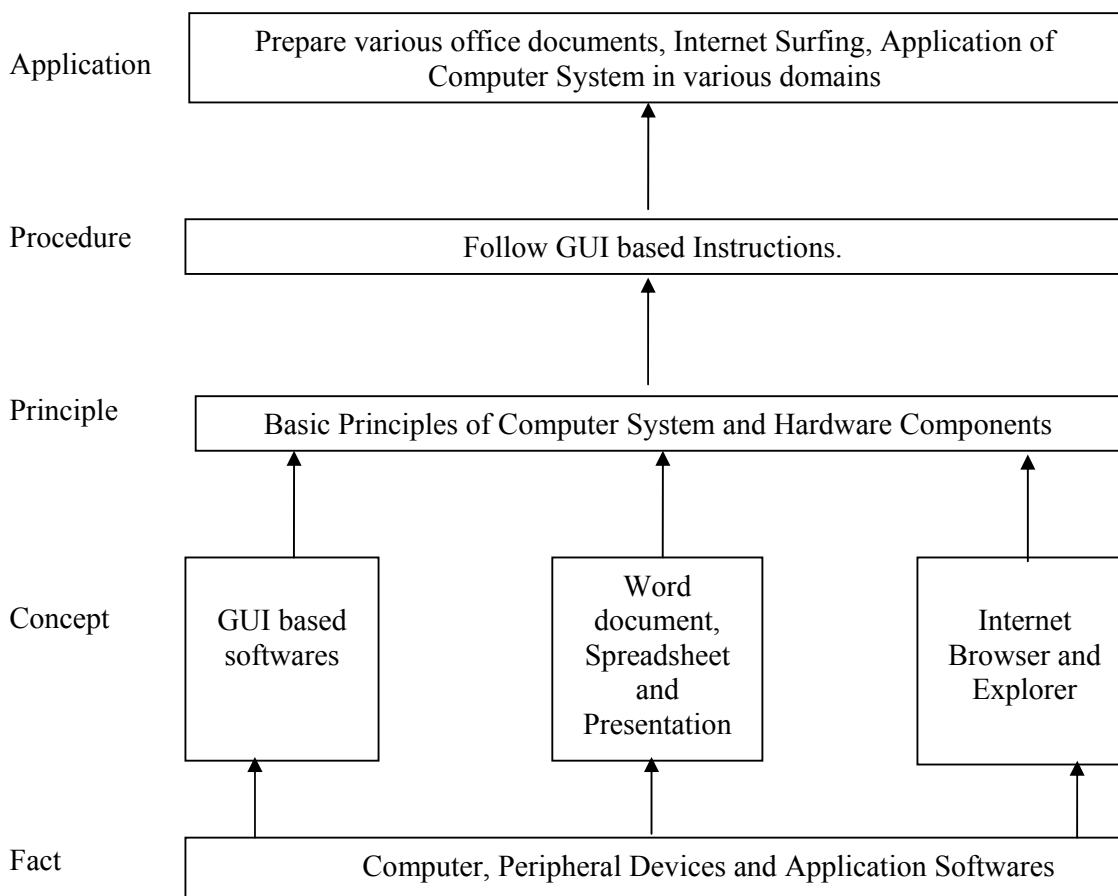 Application
Prepare various office documents, Internet Surfing, Application of
Computer System in various domains
Procedure
Follow GUI based Instructions.
Principle
Basic Principles of Computer System and Hardware Components
Concept
GUI based
softwares
Word
document,
Spreadsheet
and
Presentation
Internet
Browser and
Explorer
Fact
Computer, Peripheral Devices and Application Softwares